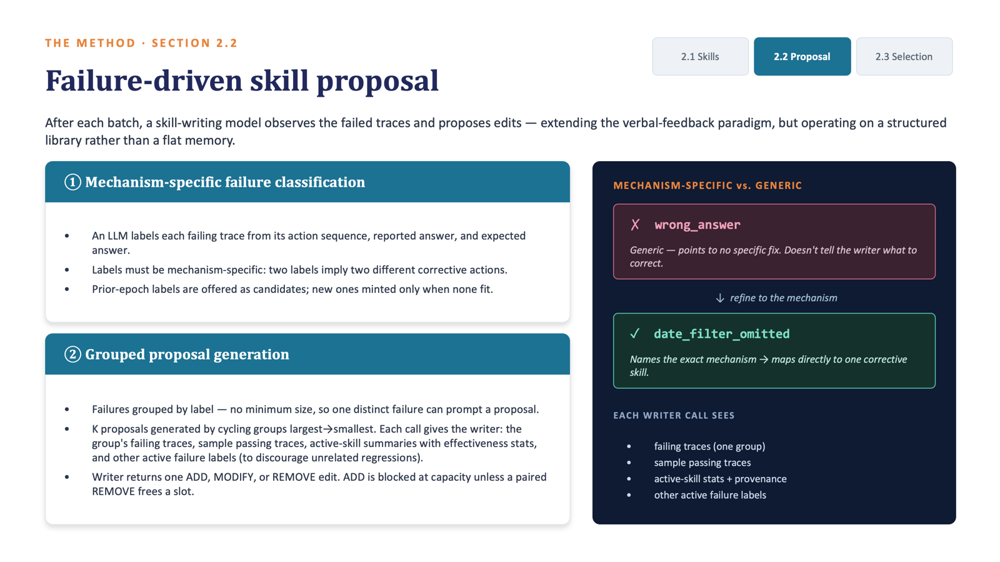 THE METHOD · SECTION 2.2
2.1 Skills
2.2 Proposal
2.3 Selection
Failure-driven skill proposal
After each batch, a skill-writing model observes the failed traces and proposes edits — extending the verbal-feedback paradigm, but operating on a structured
library rather than a flat memory.
① Mechanism-specific failure classification
• An LLM labels each failing trace from its action sequence, reported answer, and expected
answer.
• Labels must be mechanism-specific: two labels imply two different corrective actions.
• Prior-epoch labels are offered as candidates; new ones minted only when none fit.
② Grouped proposal generation
• Failures grouped by label — no minimum size, so one distinct failure can prompt a proposal.
• K proposals generated by cycling groups largest→smallest. Each call gives the writer: the
group's failing traces, sample passing traces, active-skill summaries with effectiveness stats,
and other active failure labels (to discourage unrelated regressions).
• Writer returns one ADD, MODIFY, or REMOVE edit. ADD is blocked at capacity unless a paired
REMOVE frees a slot.
MECHANISM-SPECIFIC vs. GENERIC
✗ wrong_answer
Generic — points to no specific fix. Doesn't tell the writer what to
correct.
↓ refine to the mechanism
✓ date_filter_omitted
Names the exact mechanism → maps directly to one corrective
skill.
EACH WRITER CALL SEES
• failing traces (one group)
• sample passing traces
• active-skill stats + provenance
• other active failure labels